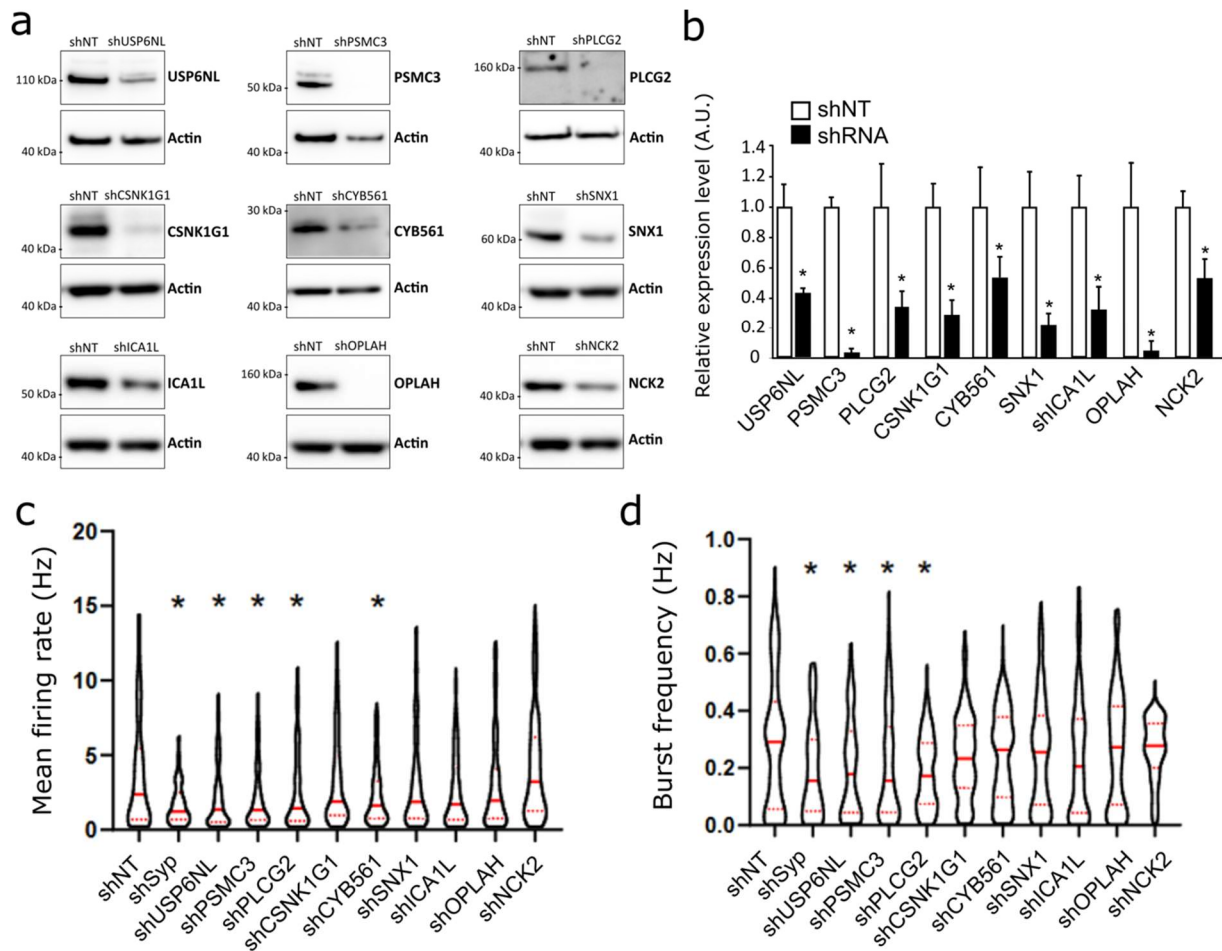 a
shNT shUSP6NL
110 kDa
USP6NL
40 kDa
Actin
shNT shPSMC3
50 kDa
PSMC3
40 kDa
Actin
shNT shPLCG2
160 kDa
PLCG2
40 kDa
Actin
shNT shCSNK1G1
40 kDa
CSNK1G1
40 kDa
Actin
shNT shCYB561
30 kDa
CYB561
40 kDa
Actin
shNT shSNX1
60 kDa
SNX1
40 kDa
Actin
shNT shICA1L
50 kDa
ICA1L
40 kDa
Actin
shNT shOPLAH
160 kDa
OPLAH
40 kDa
Actin
shNT shNCK2
40 kDa
NCK2
40 kDa
Actin
b
shNT
shRNA
Relative expression level (A.U.)
1.4
1.2
1.0
0.8
0.6
0.4
0.2
0
* * * * * * * * *
USP6NL
PSMC3
PLCG2
CSNK1G1
CYB561
SNX1
shICA1L
OPLAH
NCK2
c
Mean firing rate (Hz)
20
15
10
5
0
* * * * *
shNT
shSyp
shUSP6NL
shPSMC3
shPLCG2
shCSNK1G1
shCYB561
shSNX1
shICA1L
shOPLAH
shNCK2
d
Burst frequency (Hz)
1.0
0.8
0.6
0.4
0.2
0.0
* * * *
shNT
shSyp
shUSP6NL
shPSMC3
shPLCG2
shCSNK1G1
shCYB561
shSNX1
shICA1L
shOPLAH
shNCK2